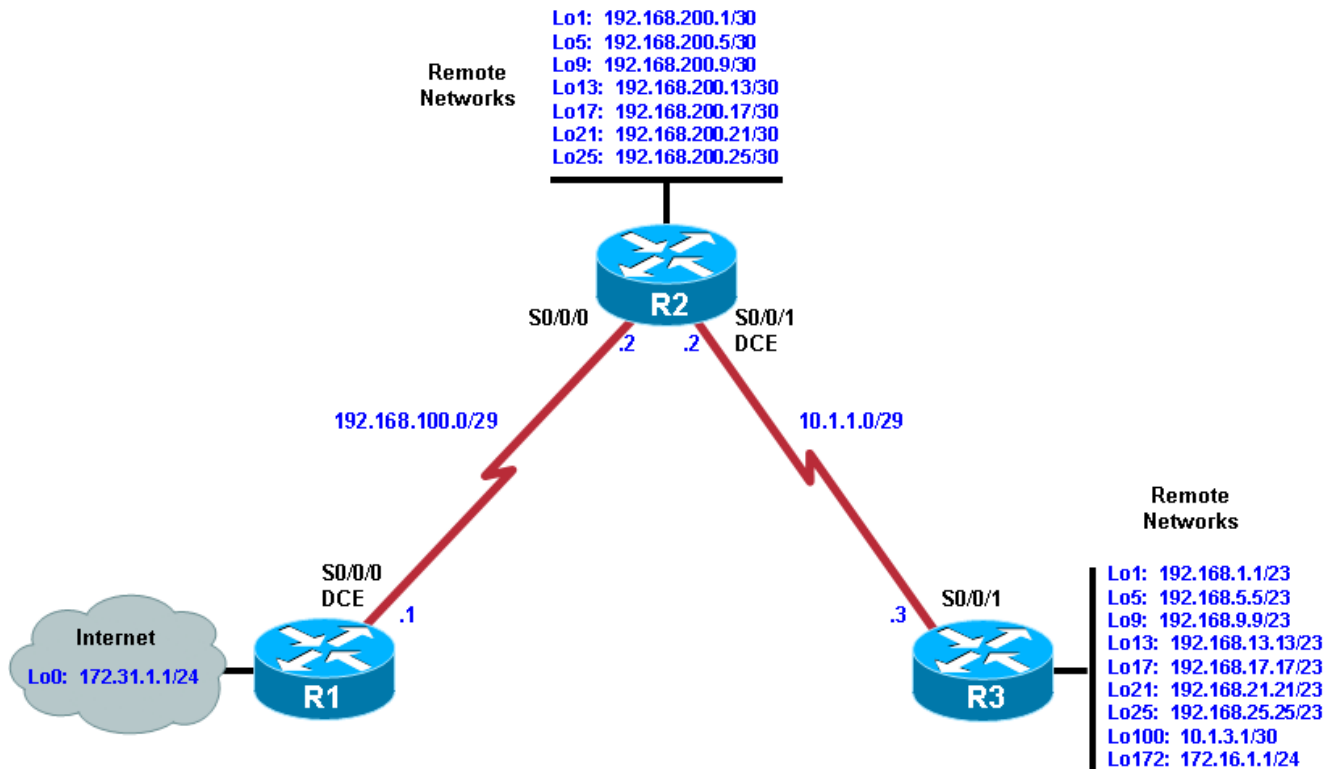 Lo1: 192.168.200.1/30
Lo5: 192.168.200.5/30
Lo9: 192.168.200.9/30
Lo13: 192.168.200.13/30
Lo17: 192.168.200.17/30
Lo21: 192.168.200.21/30
Lo25: 192.168.200.25/30
Remote
Networks
R2
S0/0/0
S0/0/1
DCE
.2
.2
192.168.100.0/29
10.1.1.0/29
S0/0/0
DCE
.1
Internet
Lo0: 172.31.1.1/24
R1
.3
S0/0/1
R3
Remote
Networks
Lo1: 192.168.1.1/23
Lo5: 192.168.5.5/23
Lo9: 192.168.9.9/23
Lo13: 192.168.13.13/23
Lo17: 192.168.17.17/23
Lo21: 192.168.21.21/23
Lo25: 192.168.25.25/23
Lo100: 10.1.3.1/30
Lo172: 172.16.1.1/24